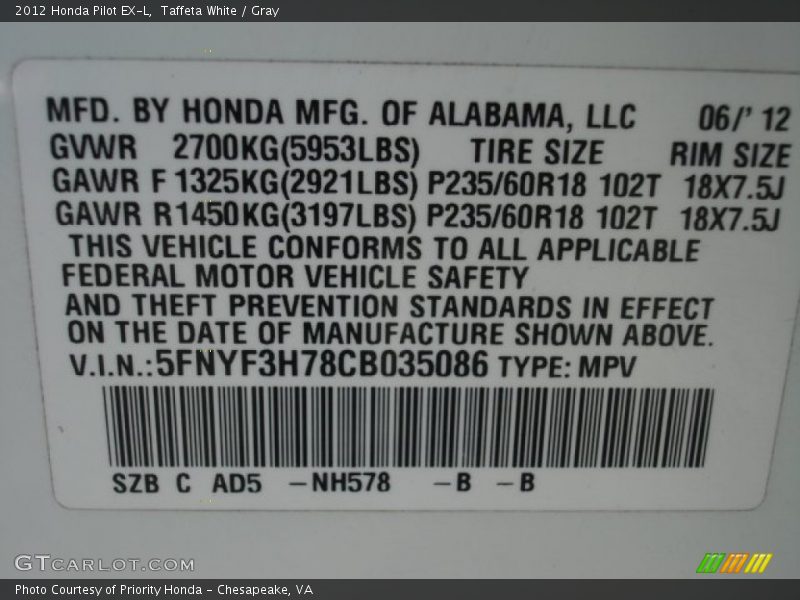 2012 Honda Pilot EX-L,  Taffeta White / Gray
MFD. BY HONDA MFG. OF ALABAMA, LLC 06/' 12
GVWR 2700KG(5953LBS) TIRE SIZE RIM SIZE
GAWR F 1325KG(2921LBS) P235/60R18 102T 18X7.5J
GAWR R1450KG(3197LBS) P235/60R18 102T 18X7.5J
THIS VEHICLE CONFORMS TO ALL APPLICABLE
FEDERAL MOTOR VEHICLE SAFETY
AND THEFT PREVENTION STANDARDS IN EFFECT
ON THE DATE OF MANUFACTURE SHOWN ABOVE.
V.I.N.:5FNYF3H78CB035086 TYPE: MPV
SZB C AD5 –NH578 –B –B
GTCARLOT.COM
Photo Courtesy of Priority Honda – Chesapeake, VA